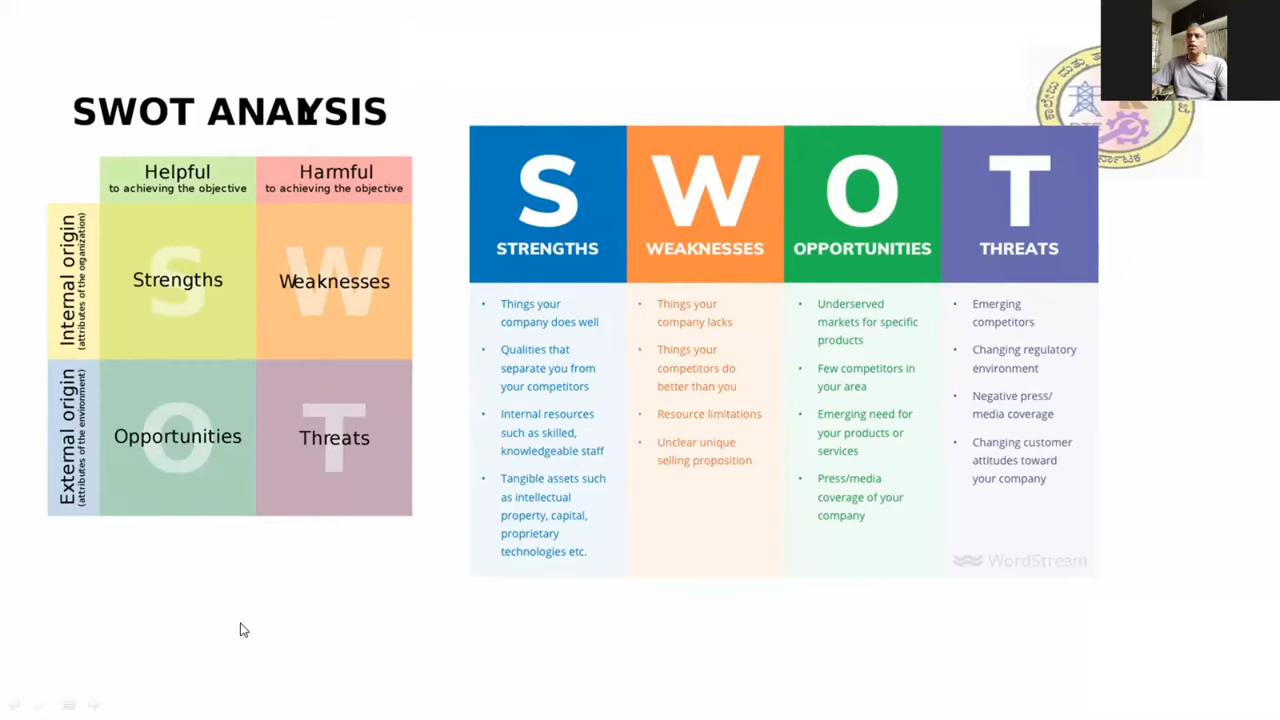 SWOT ANALYSIS
Helpful
to achieving the objective
Harmful
to achieving the objective
Internal origin
(attributes of the organization)
S
Strengths
W
Weaknesses
External origin
(attributes of the environment)
O
Opportunities
T
Threats
S
STRENGTHS
• Things your
company does well
• Qualities that
separate you from
your competitors
• Internal resources
such as skilled,
knowledgeable staff
• Tangible assets such
as intellectual
property, capital,
proprietary
technologies etc.
W
WEAKNESSES
• Things your
company lacks
• Things your
competitors do
better than you
• Resource limitations
• Unclear unique
selling proposition
O
OPPORTUNITIES
• Underserved
markets for specific
products
• Few competitors in
your area
• Emerging need for
your products or
services
• Press/media
coverage of your
company
T
THREATS
• Emerging
competitors
• Changing regulatory
environment
• Negative press/
media coverage
• Changing customer
attitudes toward
your company
WordStream